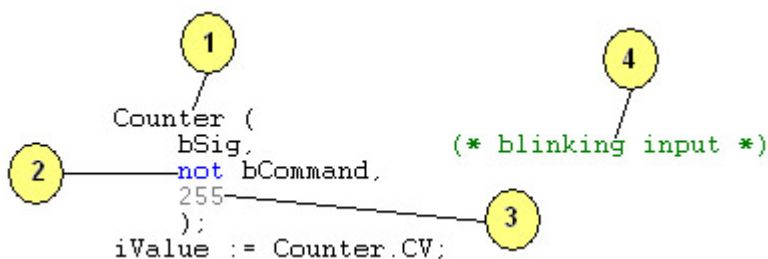 1
4
Counter (
bSig, (* blinking input *)
2 not bCommand,
255
3
);
iValue := Counter.CV;